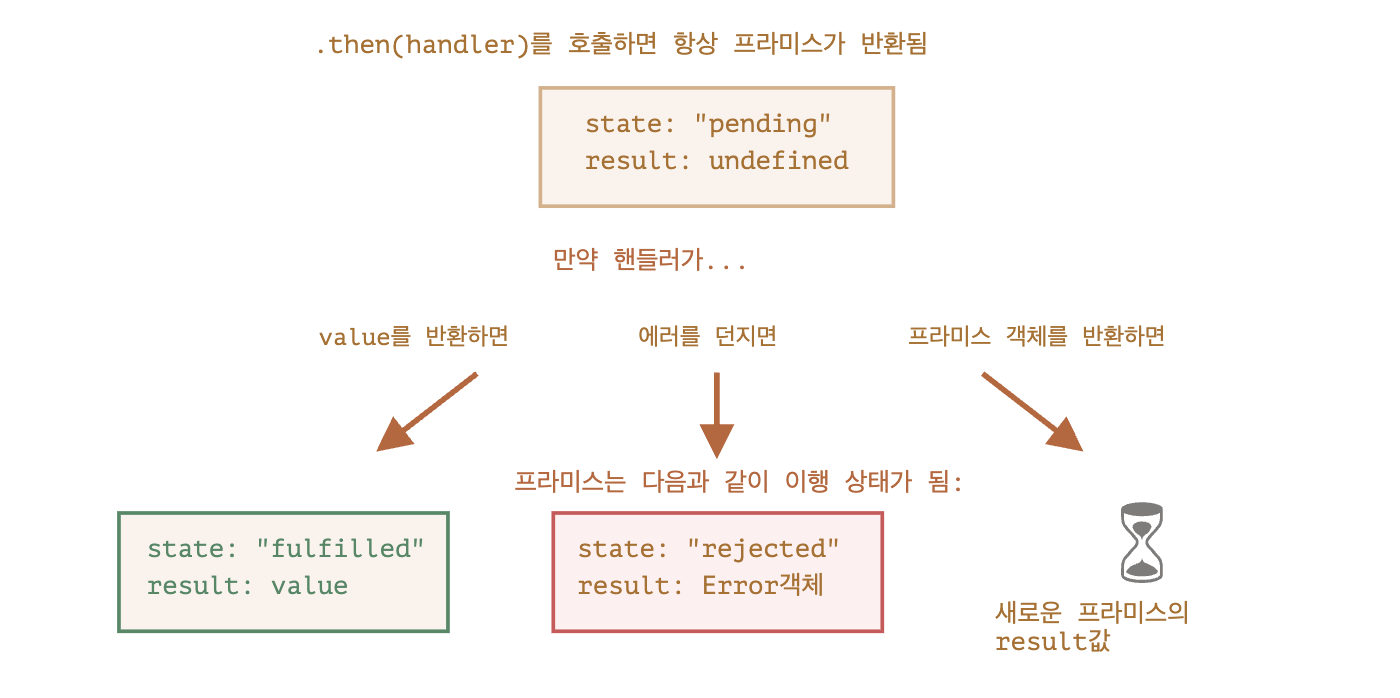 .then(handler)를 호출하면 항상 프라미스가 반환됨
state: "pending"
result: undefined
만약 핸들러가...
value를 반환하면
에러를 던지면
프라미스 객체를 반환하면
프라미스는 다음과 같이 이행 상태가 됨:
state: "fulfilled"
result: value
state: "rejected"
result: Error객체
새로운 프라미스의
result값